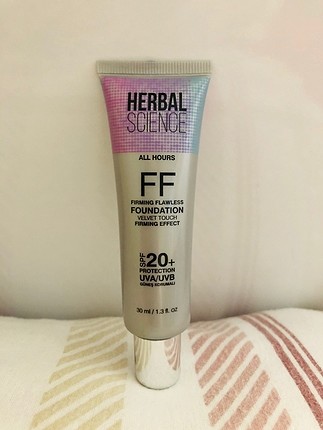 HERBAL
SCIENCE
ALL HOURS
FF
FIRMING FLAWLESS
FOUNDATION
VELVET TOUCH
FIRMING EFFECT
SPF 20+
PROTECTION
UVA/UVB
GÜNEŞ KORUMALI
30 ml / 1.3 fl. oz